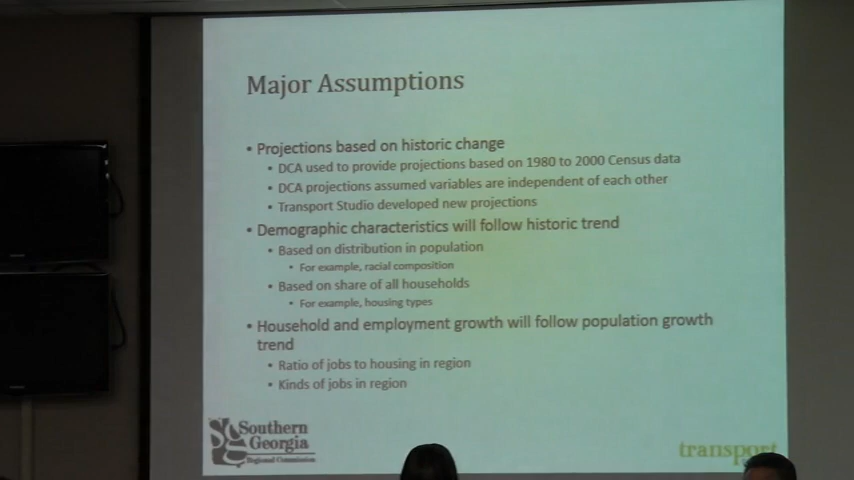 Major Assumptions
• Projections based on historic change
• DCA used to provide projections based on 1980 to 2000 Census data
• DCA projections assumed variables are independent of each other
• Transport Studio developed new projections
• Demographic characteristics will follow historic trend
• Based on distribution in population
• For example, racial composition
• Based on share of all households
• For example, housing types
• Household and employment growth will follow population growth
trend
• Ratio of jobs to housing in region
• Kinds of jobs in region
Southern
Georgia
Regional Commission
transport